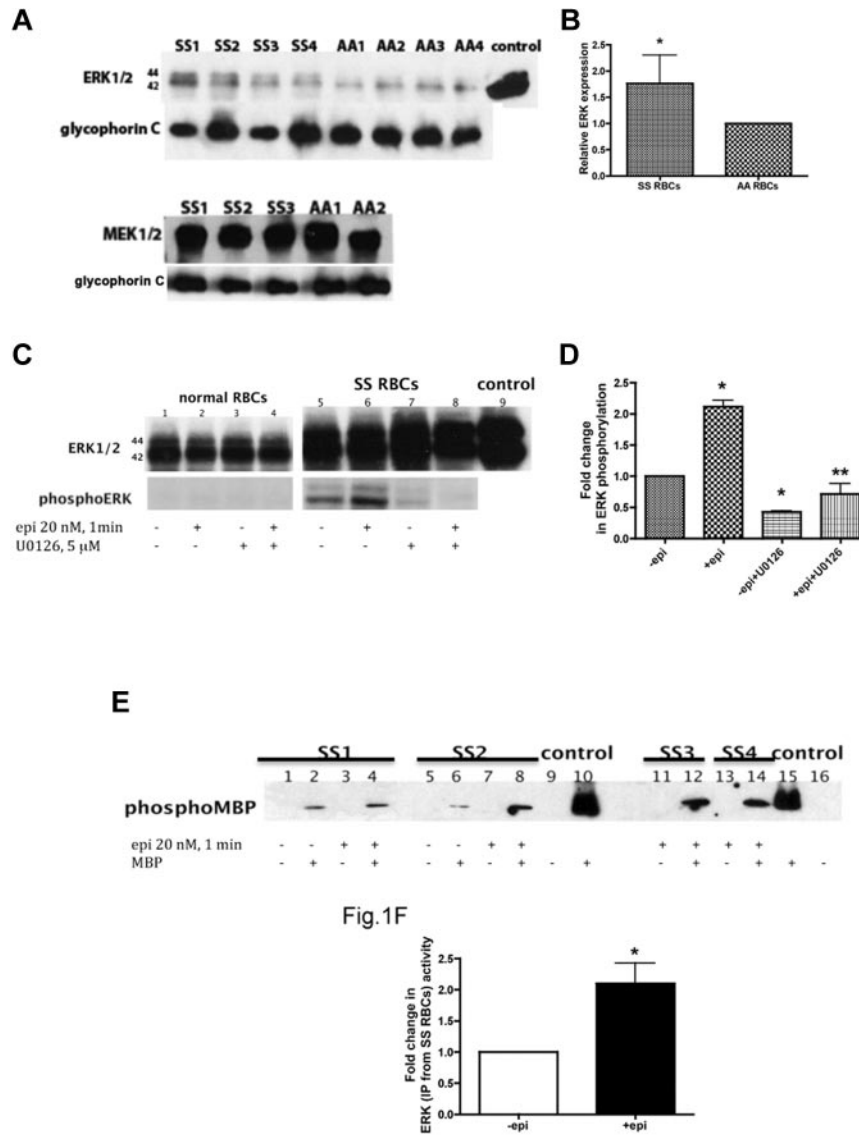 A
SS1 SS2 SS3 SS4 AA1 AA2 AA3 AA4 control
ERK1/2
44
42
glycophorin C
SS1 SS2 SS3 AA1 AA2
MEK1/2
glycophorin C
B
Relative ERK expression
2.5
2.0
1.5
1.0
0.5
0.0
*
SS RBCs AA RBCs
C
normal RBCs SS RBCs control
1 2 3 4 5 6 7 8 9
ERK1/2
44
42
phosphoERK
epi 20 nM, 1min - + - + - + - +
U0126, 5 µM - - + + - - + +
D
Fold change
in ERK phosphorylation
2.5
2.0
1.5
1.0
0.5
0.0
* * **
-epi +epi -epi+U0126 +epi+U0126
E
SS1 SS2 control SS3 SS4 control
1 2 3 4 5 6 7 8 9 10 11 12 13 14 15 16
phosphoMBP
epi 20 nM, 1 min - - + + - - + + - - + + + +
MBP - + - + - + - + - + - + - + + -
Fig.1F
Fold change in
ERK (IP from SS RBCs) activity
2.5
2.0
1.5
1.0
0.5
0.0
*
-epi +epi